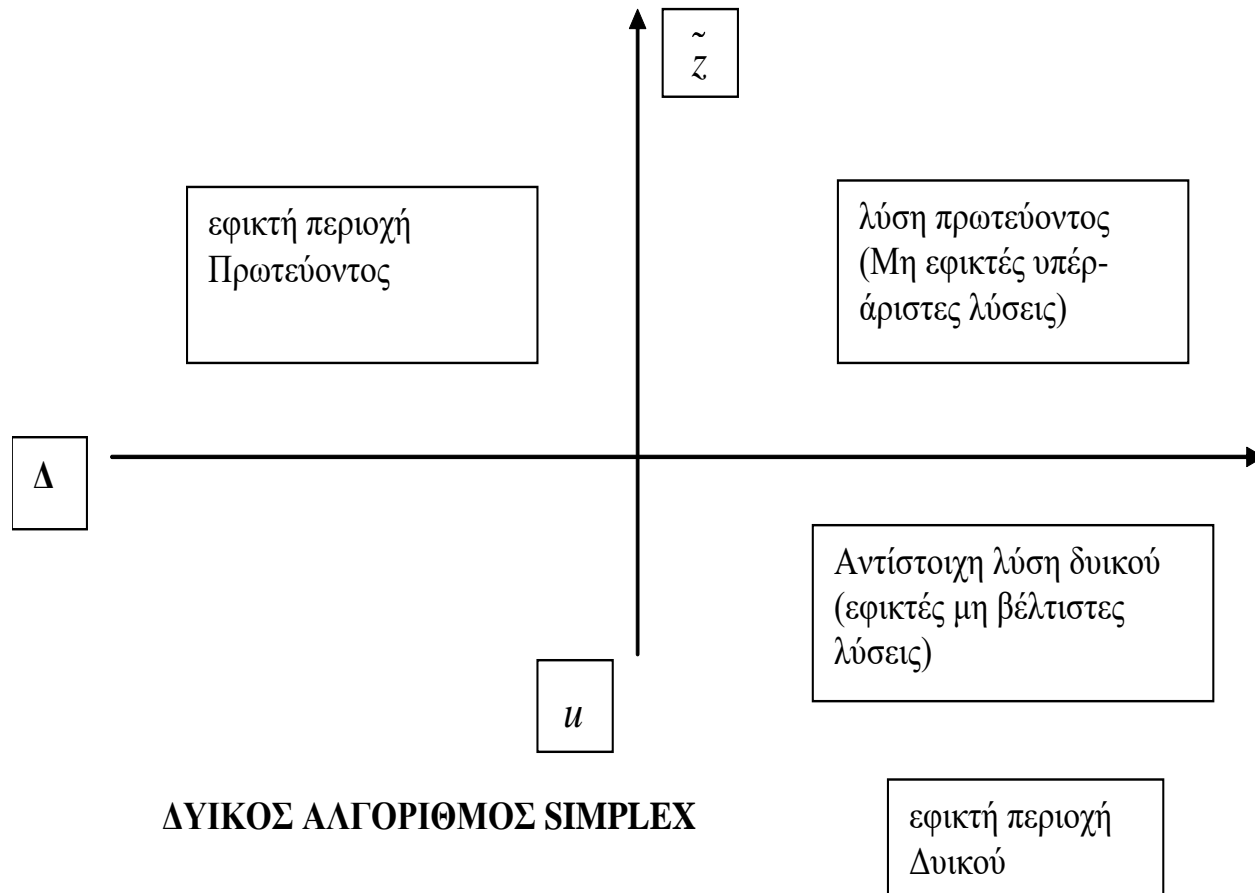 z̃
εφικτή περιοχή
Πρωτεύοντος
λύση πρωτεύοντος
(Μη εφικτές υπέρ-
άριστες λύσεις)
Δ
Αντίστοιχη λύση δυικού
(εφικτές μη βέλτιστες
λύσεις)
u
ΔΥΙΚΟΣ ΑΛΓΟΡΙΘΜΟΣ SIMPLEX
εφικτή περιοχή
Δυικού